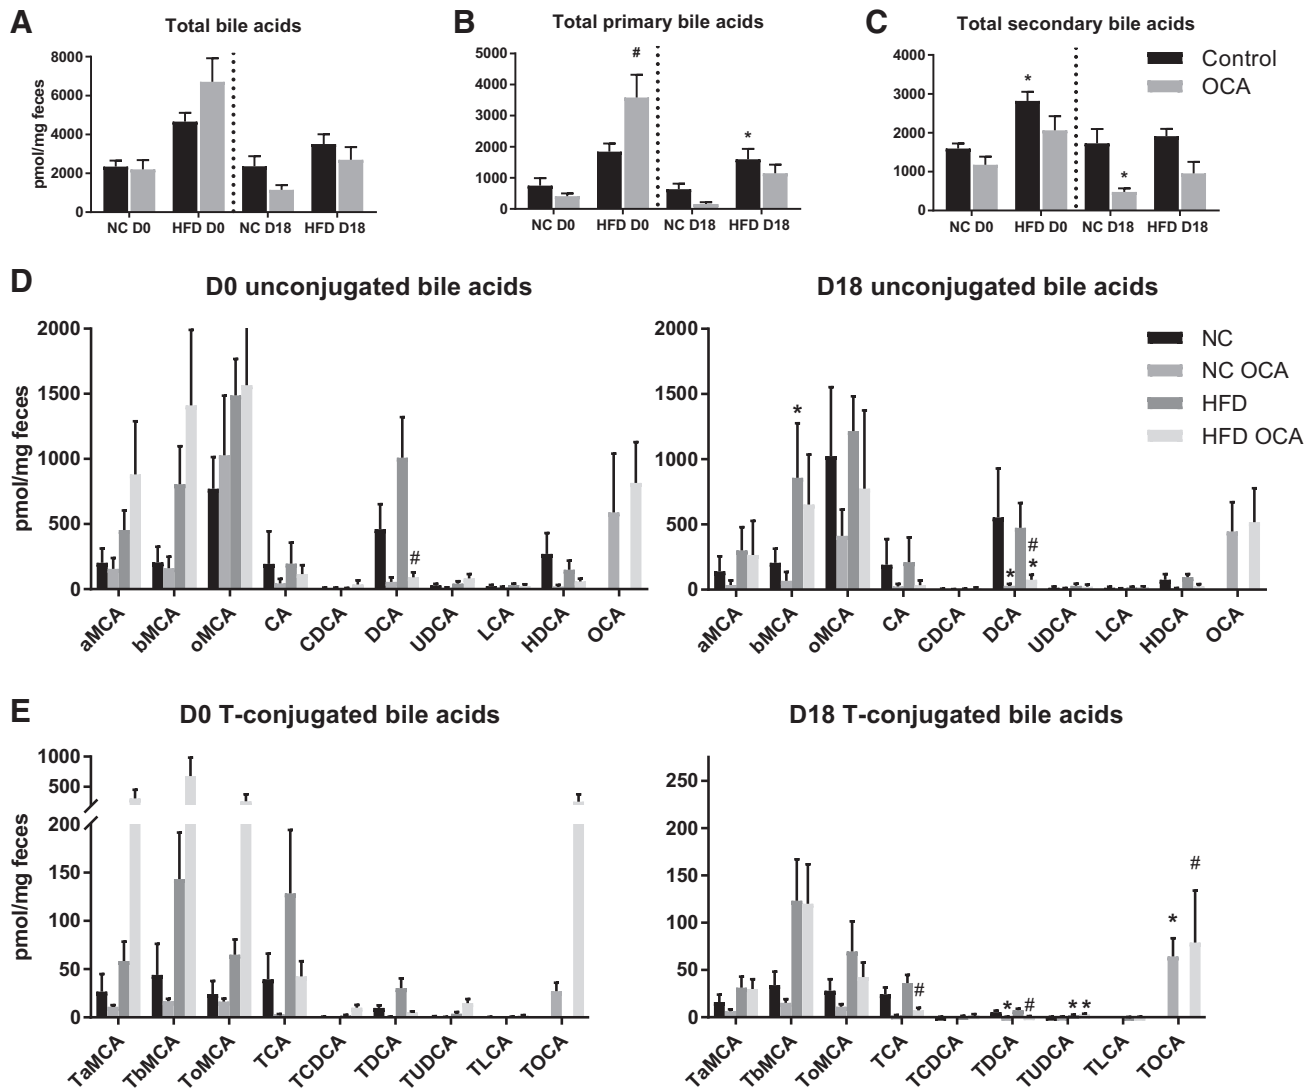 A
Total bile acids
pmol/mg feces
8000
6000
4000
2000
0
NC D0 HFD D0 NC D18 HFD D18
B
Total primary bile acids
5000
4000
3000
2000
1000
0
#
*
NC D0 HFD D0 NC D18 HFD D18
C
Total secondary bile acids
4000
3000
2000
1000
0
*
*
NC D0 HFD D0 NC D18 HFD D18
Control
OCA
D
D0 unconjugated bile acids
pmol/mg feces
2000
1500
1000
500
0
#
aMCA bMCA oMCA CA CDCA DCA UDCA LCA HDCA OCA
D18 unconjugated bile acids
2000
1500
1000
500
0
*
*
#
*
aMCA bMCA oMCA CA CDCA DCA UDCA LCA HDCA OCA
NC
NC OCA
HFD
HFD OCA
E
D0 T-conjugated bile acids
pmol/mg feces
1000
500
200
150
100
50
0
TaMCA TbMCA ToMCA TCA TCDCA TDCA TUDCA TLCA TOCA
D18 T-conjugated bile acids
250
200
150
100
50
0
#
* #
* *
*
#
TaMCA TbMCA ToMCA TCA TCDCA TDCA TUDCA TLCA TOCA